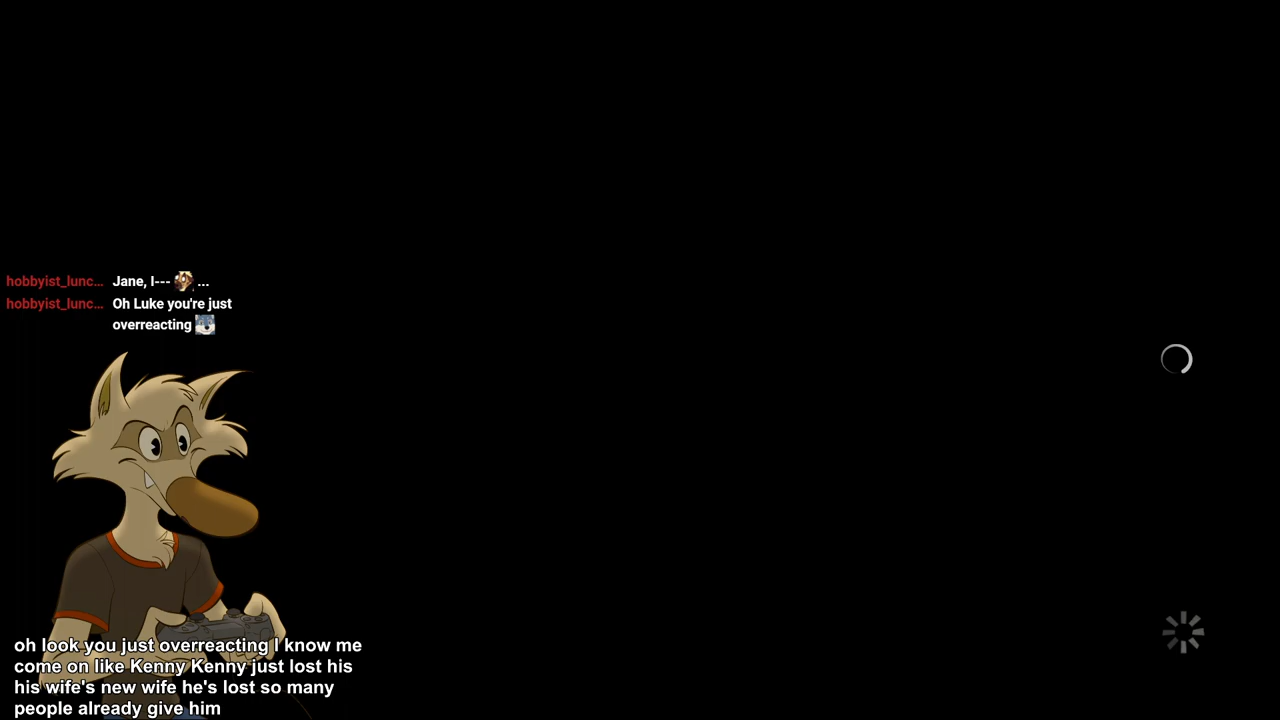 hobbyist_lunc... Jane, I--- ...
hobbyist_lunc... Oh Luke you're just
overreacting
oh look you just overreacting I know me
come on like Kenny Kenny just lost his
his wife's new wife he's lost so many
people already give him